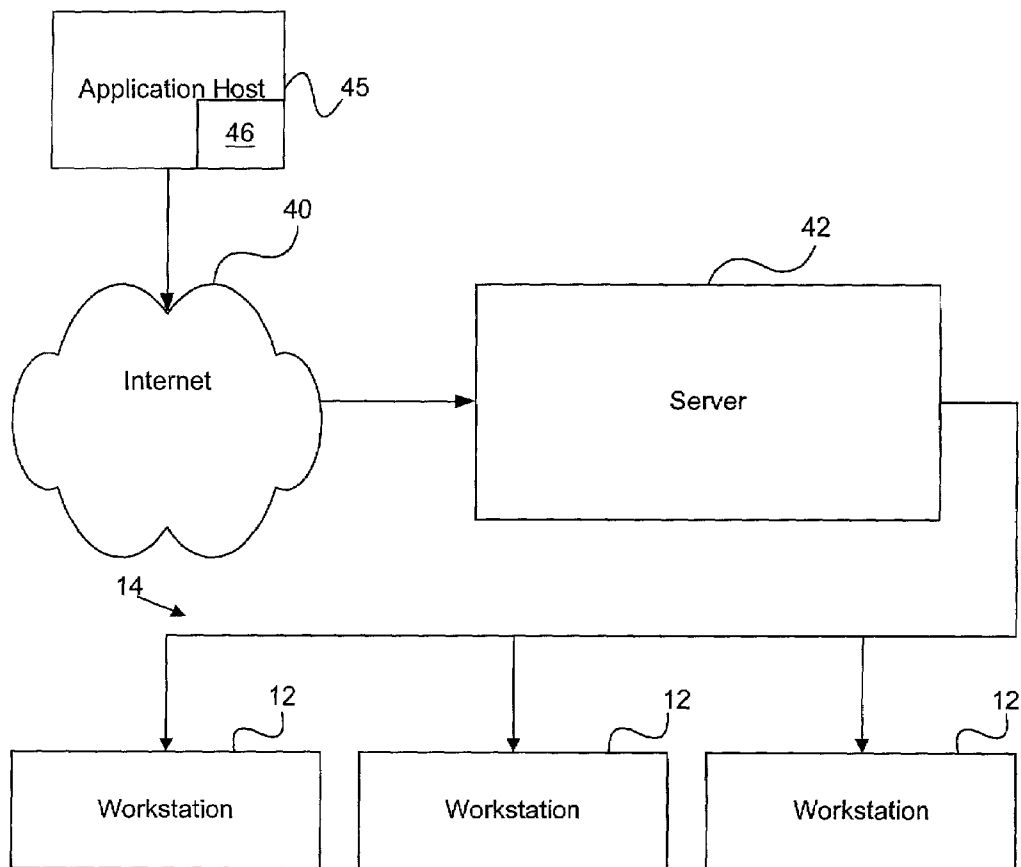 Application Host
45
46
40
42
Internet
Server
14
12
12
12
Workstation
Workstation
Workstation